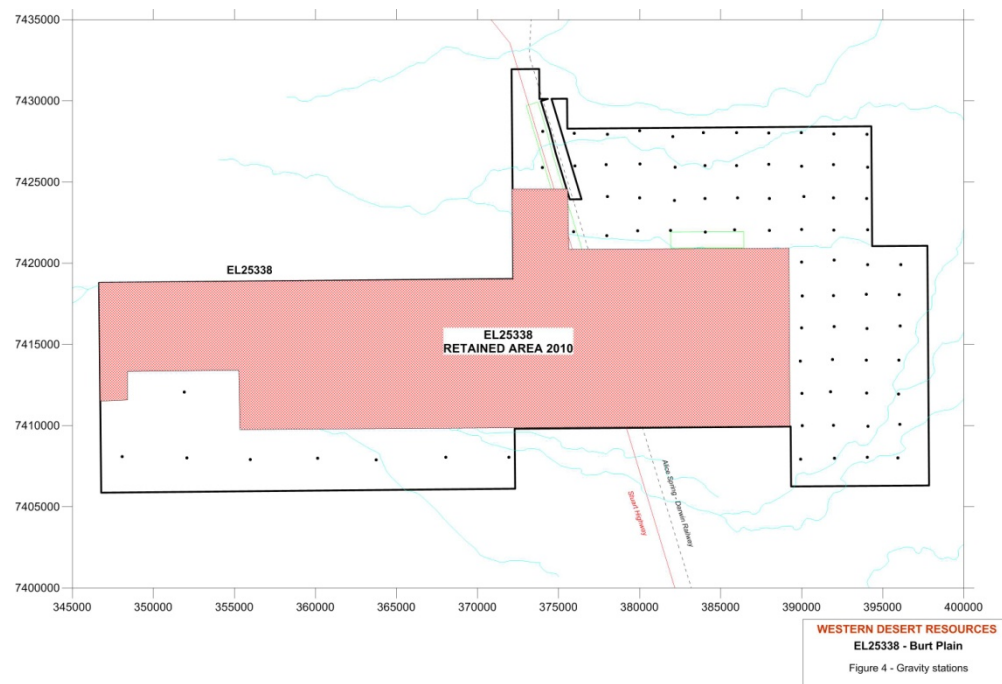 7435000
7430000
7425000
7420000
7415000
7410000
7405000
7400000
EL25338
EL25338
RETAINED AREA 2010
Stuart Highway
Alice Spring - Darwin Railway
345000 350000 355000 360000 365000 370000 375000 380000 385000 390000 395000 400000
WESTERN DESERT RESOURCES
EL25338 - Burt Plain
Figure 4 - Gravity stations